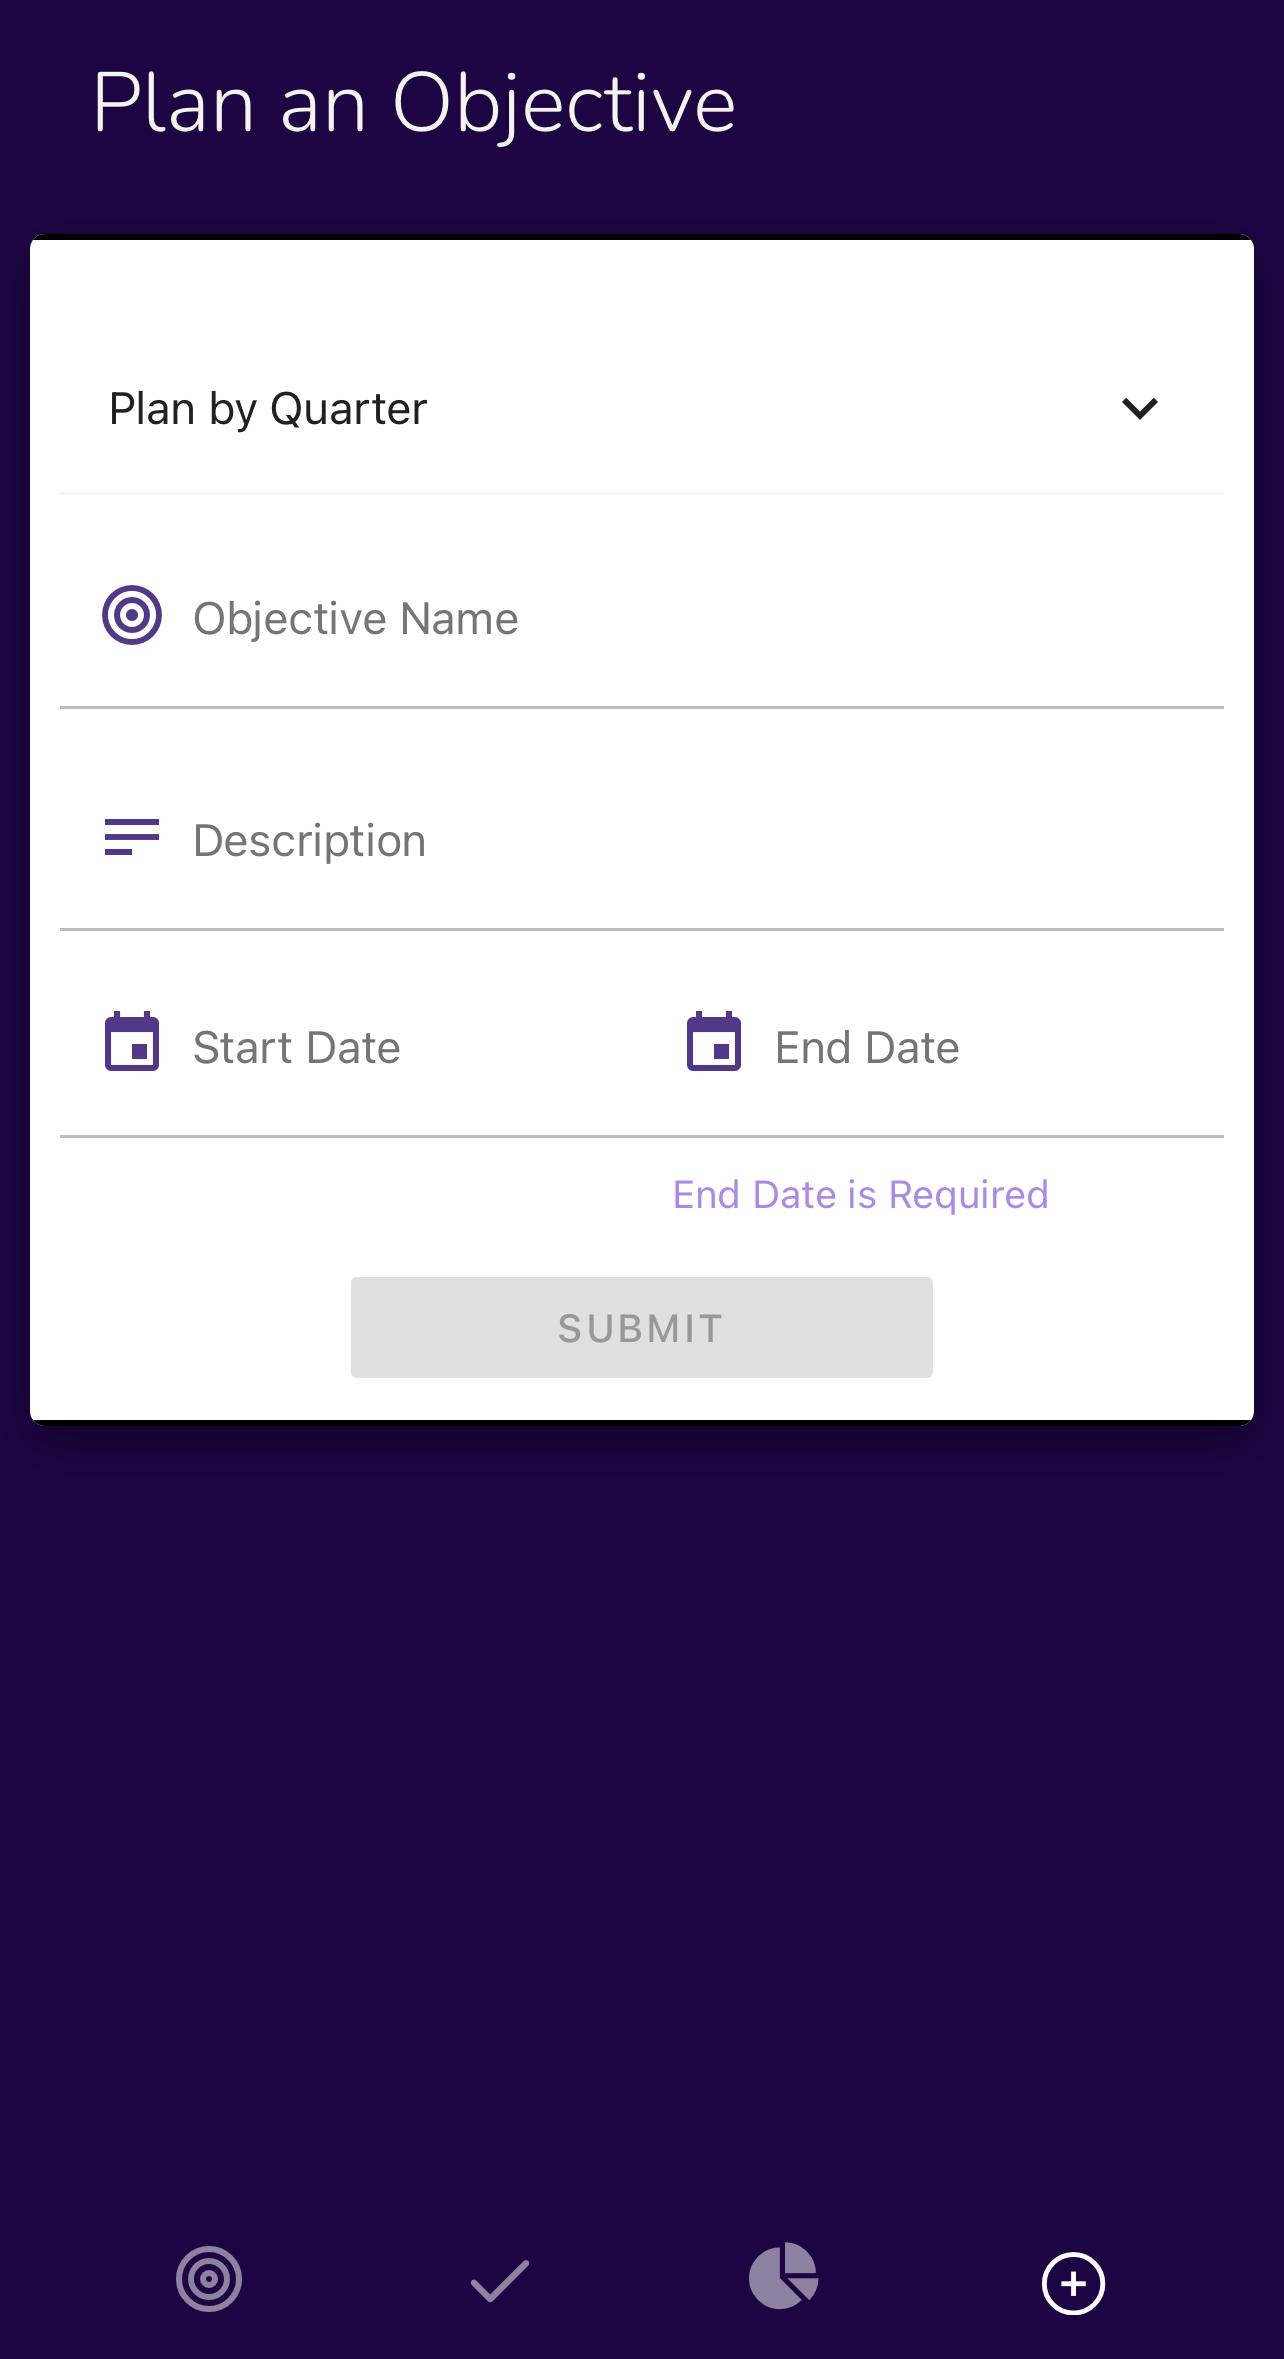 Plan an Objective
Plan by Quarter
Objective Name
Description
Start Date End Date
End Date is Required
SUBMIT